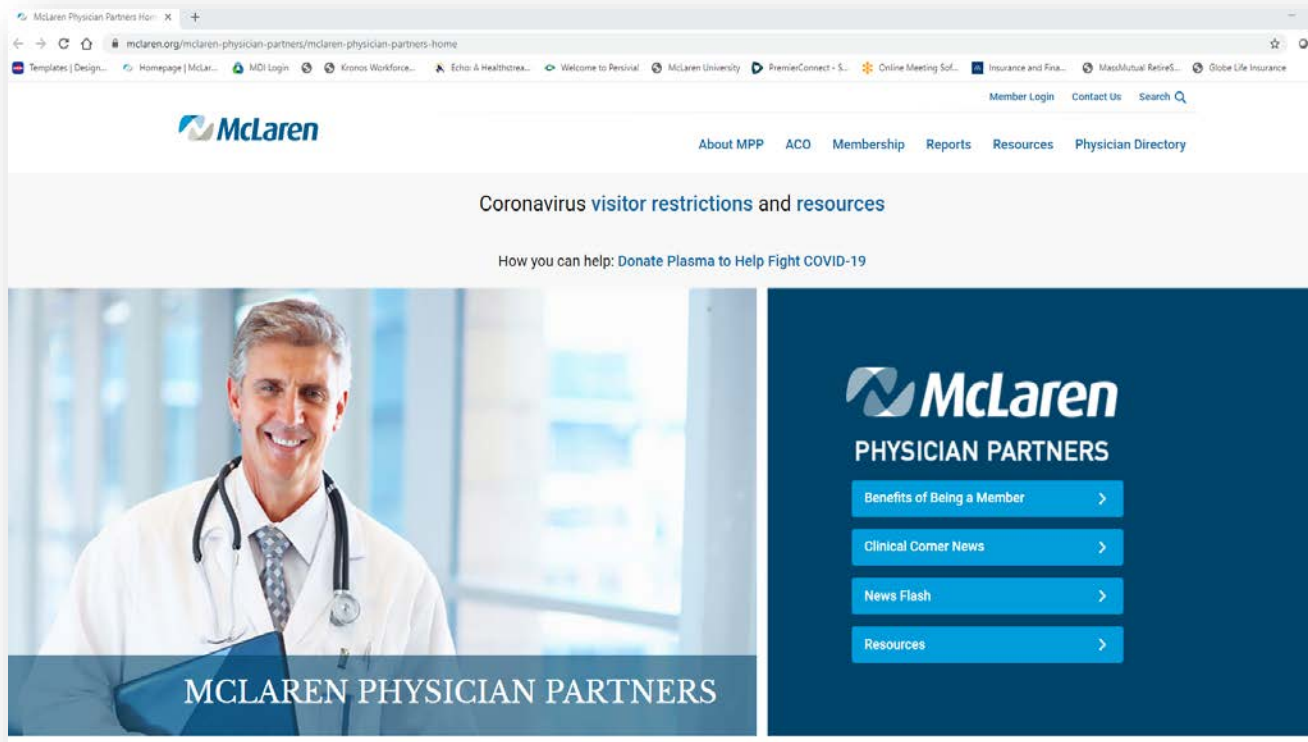 McLaren Physician Partners Hom
mclaren.org/mclaren-physician-partners/mclaren-physician-partners-home
Templates | Design... Homepage | McLar... MDI Login Kronos Workforce... Echo: A Healthstrea... Welcome to Persivial McLaren University PremierConnect - S... Online Meeting Sof... Insurance and Fina... MassMutual RetireS... Globe Life Insurance
Member Login Contact Us Search
McLaren
About MPP ACO Membership Reports Resources Physician Directory
Coronavirus visitor restrictions and resources
How you can help: Donate Plasma to Help Fight COVID-19
McLaren
PHYSICIAN PARTNERS
Benefits of Being a Member
Clinical Corner News
News Flash
Resources
MCLAREN PHYSICIAN PARTNERS